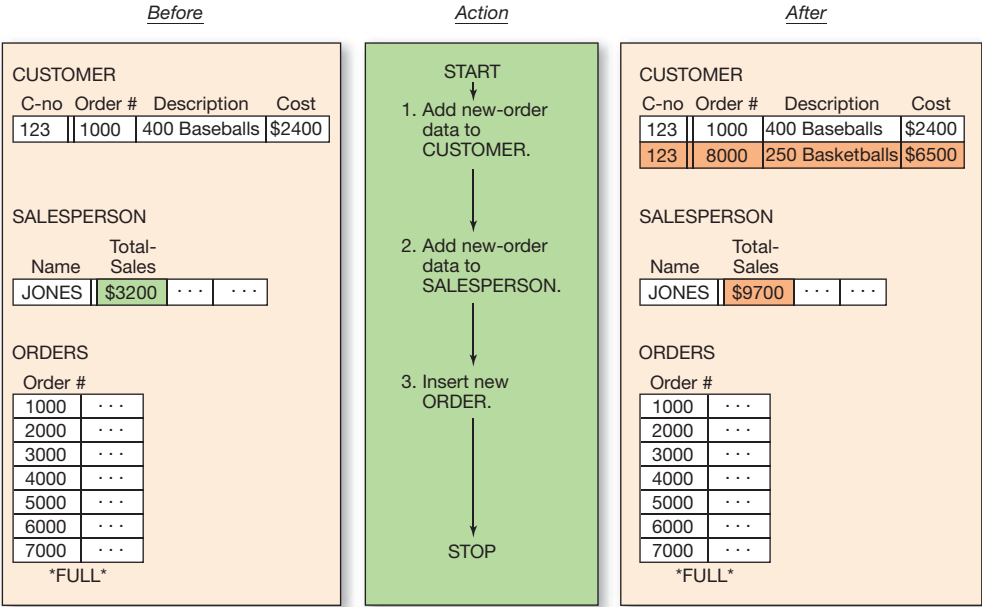 Before
CUSTOMER
C-no Order # Description Cost
123 1000 400 Baseballs $2400
SALESPERSON
Total-
Name Sales
JONES $3200 · · · · · ·
ORDERS
Order #
1000 · · ·
2000 · · ·
3000 · · ·
4000 · · ·
5000 · · ·
6000 · · ·
7000 · · ·
*FULL*
Action
START
1. Add new-order
data to
CUSTOMER.
2. Add new-order
data to
SALESPERSON.
3. Insert new
ORDER.
STOP
After
CUSTOMER
C-no Order # Description Cost
123 1000 400 Baseballs $2400
123 8000 250 Basketballs $6500
SALESPERSON
Total-
Name Sales
JONES $9700 · · · · · ·
ORDERS
Order #
1000 · · ·
2000 · · ·
3000 · · ·
4000 · · ·
5000 · · ·
6000 · · ·
7000 · · ·
*FULL*